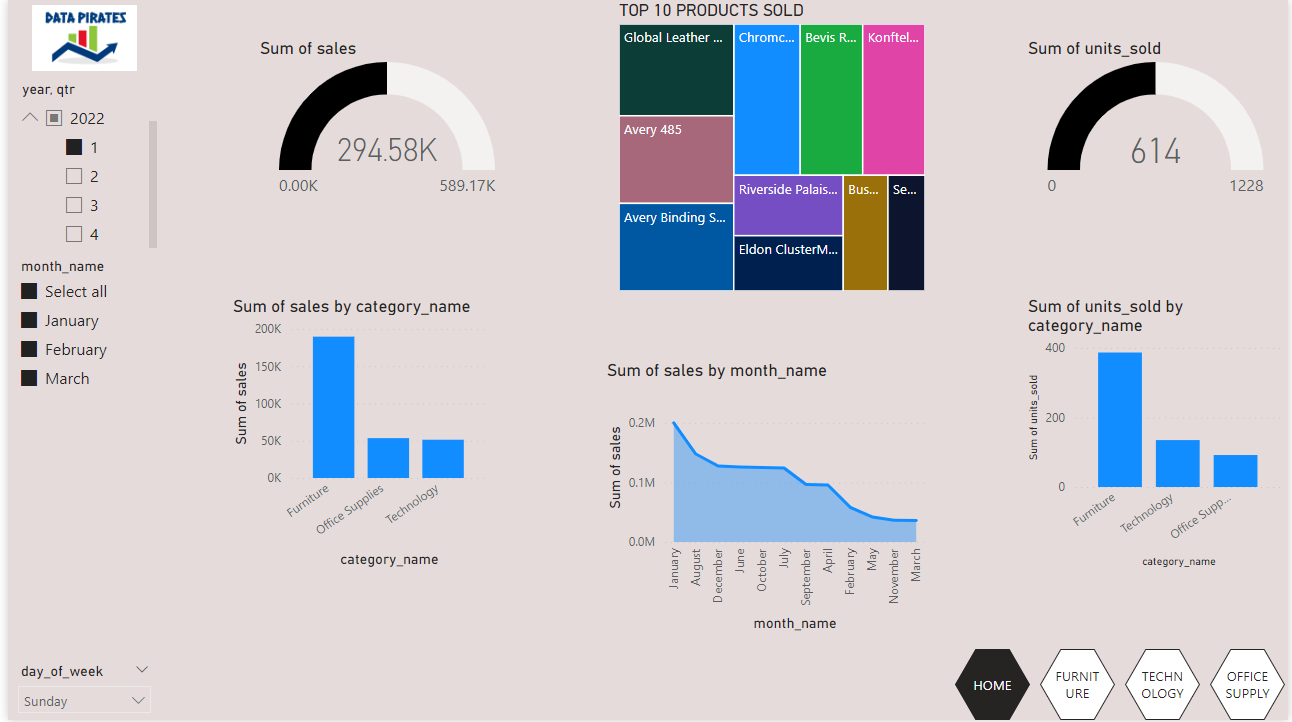 DATA PIRATES
year, qtr
2022
1
2
3
4
month_name
Select all
January
February
March
day_of_week
Sunday
Sum of sales
294.58K
0.00K
589.17K
Sum of sales by category_name
Sum of sales
200K
150K
100K
50K
0K
Furniture
Office Supplies
Technology
category_name
TOP 10 PRODUCTS SOLD
Global Leather ...
Chromc...
Bevis R...
Konftel...
Avery 485
Avery Binding S...
Riverside Palais...
Bus...
Se...
Eldon ClusterM...
Sum of sales by month_name
Sum of sales
0.2M
0.1M
0.0M
January
August
December
June
October
July
September
April
February
May
November
March
month_name
Sum of units_sold
614
0
1228
Sum of units_sold by
category_name
Sum of units_sold
400
200
0
Furniture
Technology
Office Supp...
category_name
HOME
FURNIT
URE
TECHN
OLOGY
OFFICE
SUPPLY